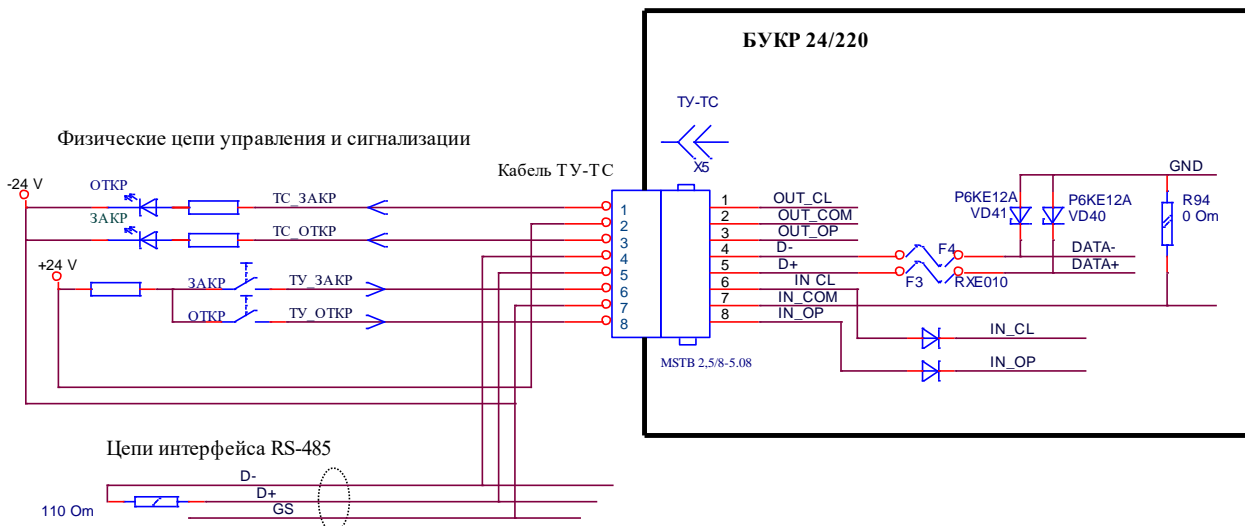 БУКР 24/220
ТУ-ТС
X5
Физические цепи управления и сигнализации
Кабель ТУ-ТС
-24 V
ОТКР
ТС_ЗАКР
ЗАКР
ТС_ОТКР
+24 V
ЗАКР
ТУ_ЗАКР
ОТКР
ТУ_ОТКР
1
2
3
4
5
6
7
8
1 OUT_CL
2 OUT_COM
3 OUT_OP
4 D-
5 D+
6 IN CL
7 IN_COM
8 IN_OP
MSTB 2,5/8-5.08
F4
F3
RXE010
GND
P6KE12A
VD41
P6KE12A
VD40
R94
0 Om
DATA-
DATA+
IN_CL
IN_OP
Цепи интерфейса RS-485
D-
D+
GS
110 Om